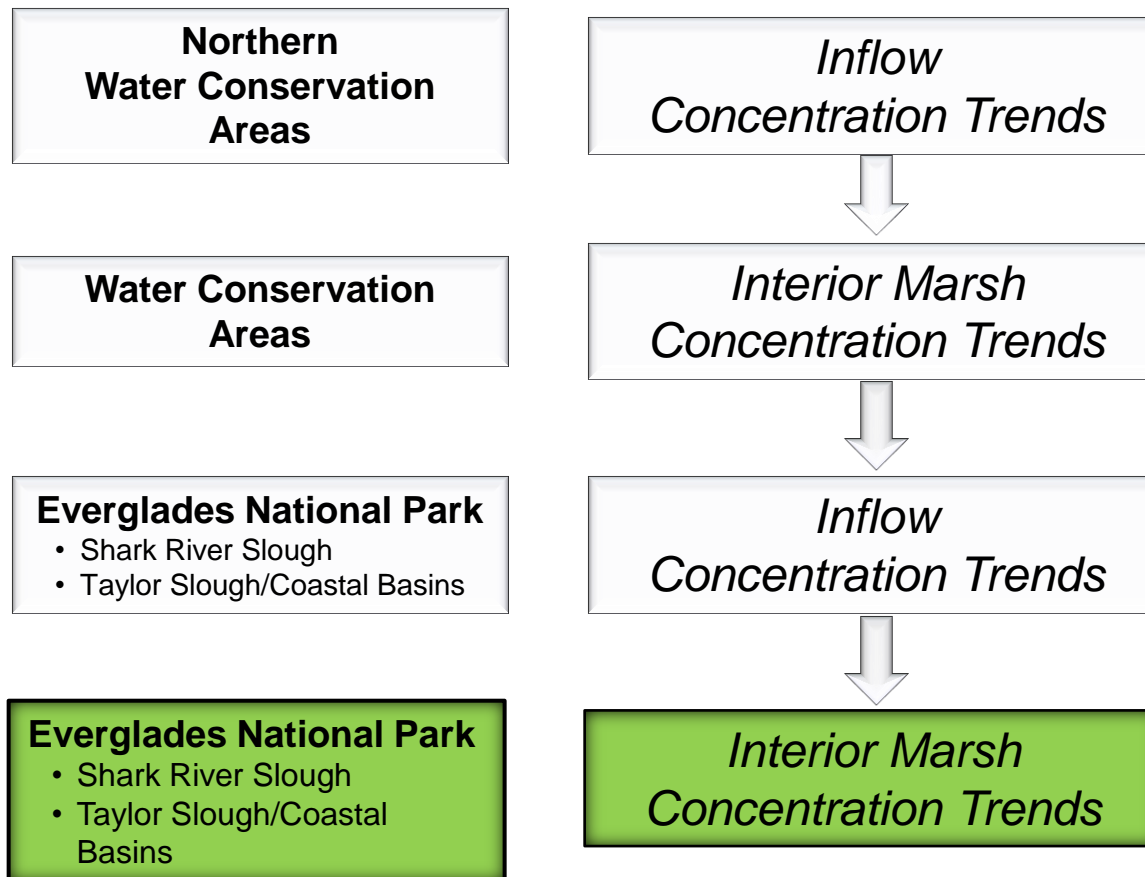 Northern
Water Conservation
Areas
Inflow
Concentration Trends
Water Conservation
Areas
Interior Marsh
Concentration Trends
Everglades National Park
• Shark River Slough
• Taylor Slough/Coastal Basins
Inflow
Concentration Trends
Everglades National Park
• Shark River Slough
• Taylor Slough/Coastal
Basins
Interior Marsh
Concentration Trends